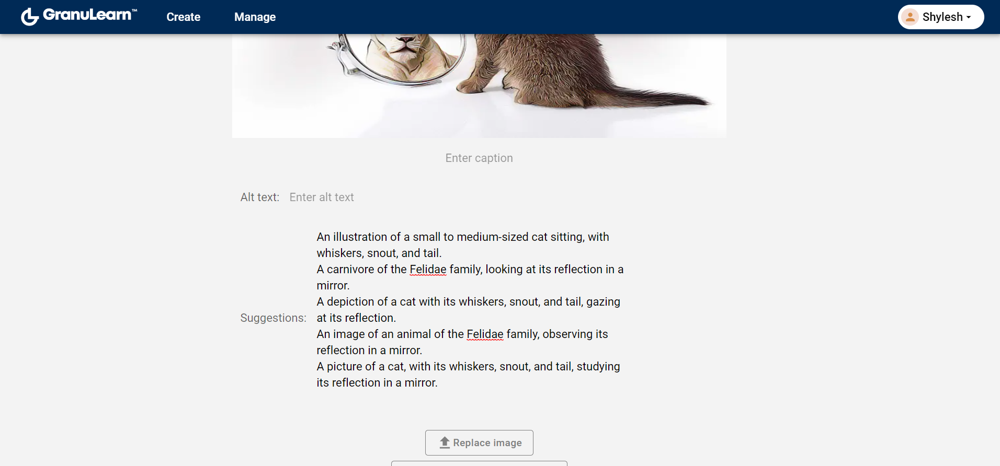 GranuLearn™ Create Manage Shylesh
Enter caption
Alt text: Enter alt text
An illustration of a small to medium-sized cat sitting, with
whiskers, snout, and tail.
A carnivore of the Felidae family, looking at its reflection in a
mirror.
A depiction of a cat with its whiskers, snout, and tail, gazing
Suggestions: at its reflection.
An image of an animal of the Felidae family, observing its
reflection in a mirror.
A picture of a cat, with its whiskers, snout, and tail, studying
its reflection in a mirror.
Replace image